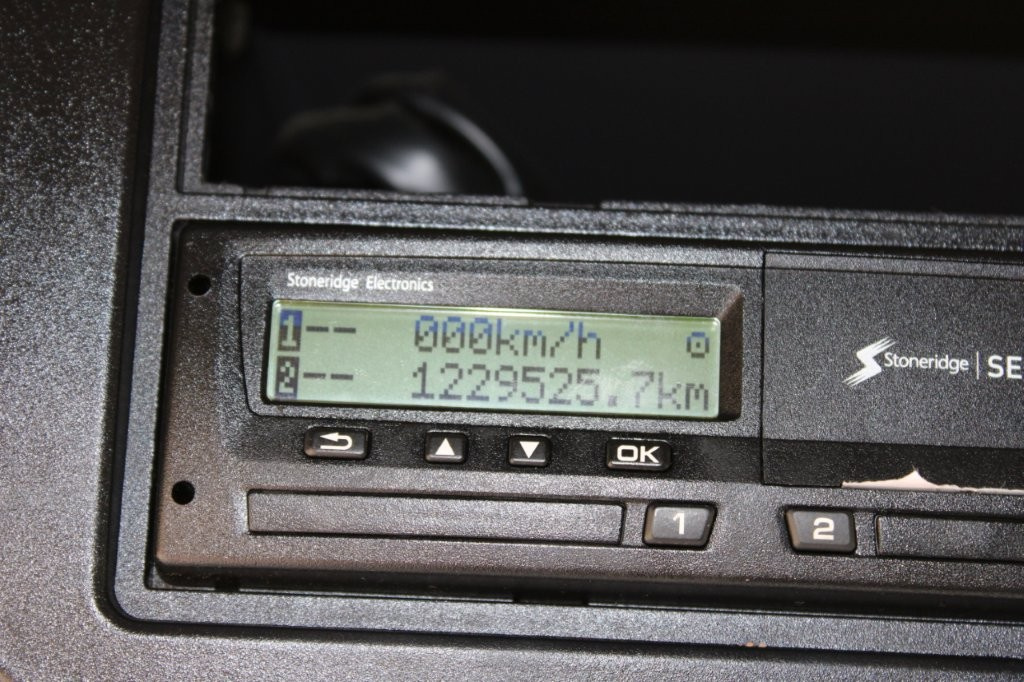 Stoneridge Electronics
1 -- 000km/h
2 -- 1229525.7km
Stoneridge | SE
OK
1 2